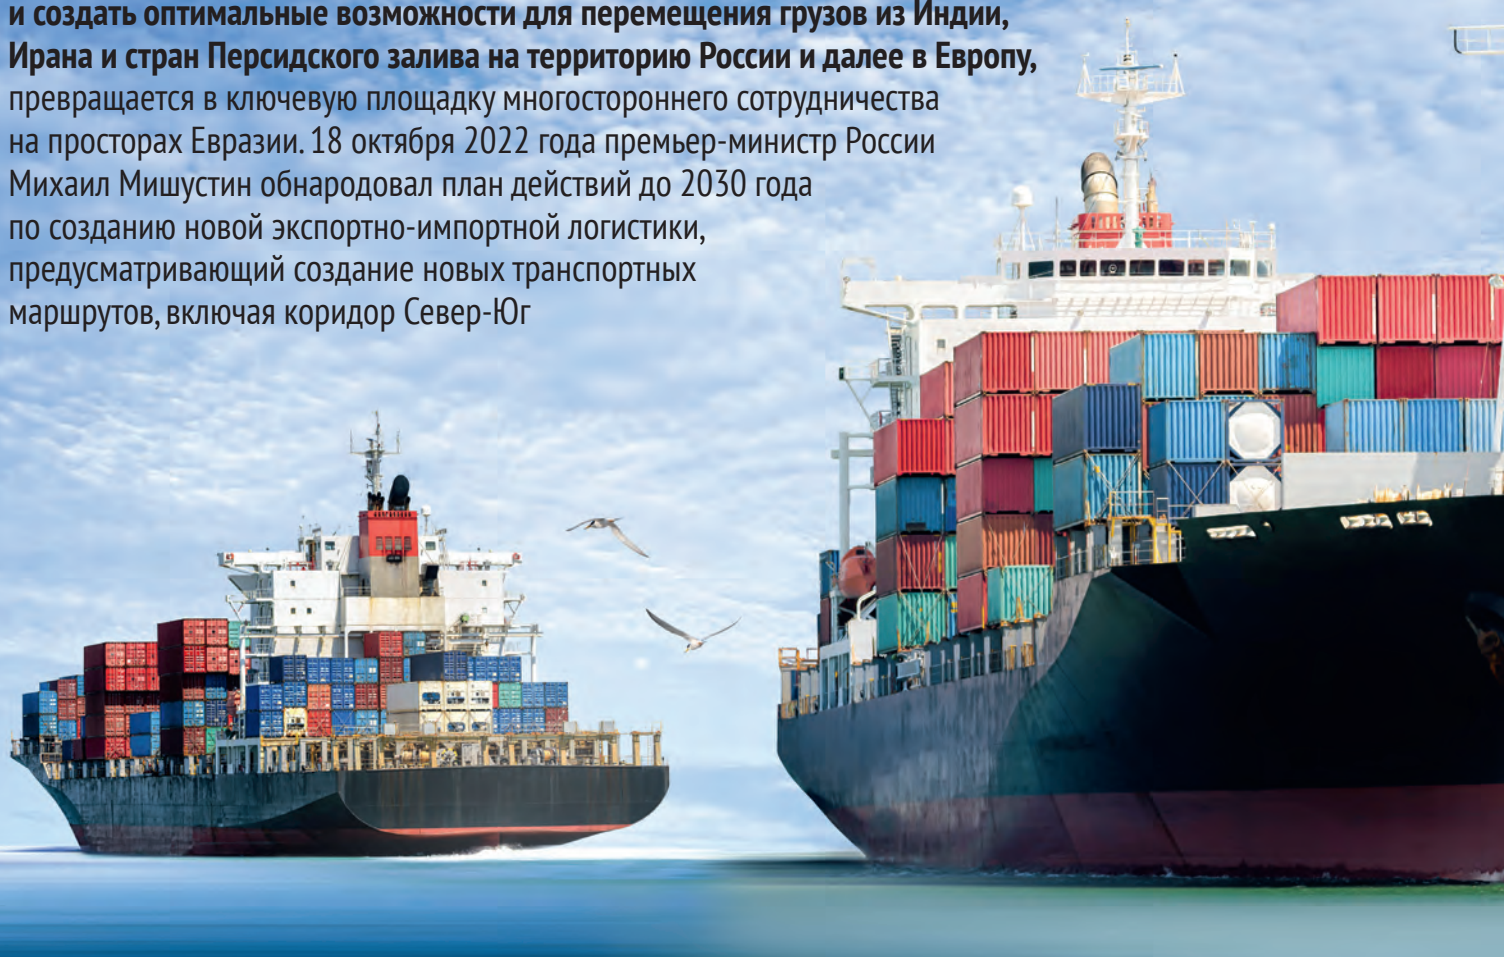 и создать оптимальные возможности для перемещения грузов из Индии,
Ирана и стран Персидского залива на территорию России и далее в Европу,
превращается в ключевую площадку многостороннего сотрудничества
на просторах Евразии. 18 октября 2022 года премьер-министр России
Михаил Мишустин обнародовал план действий до 2030 года
по созданию новой экспортно-импортной логистики,
предусматривающий создание новых транспортных
маршрутов, включая коридор Север-Юг